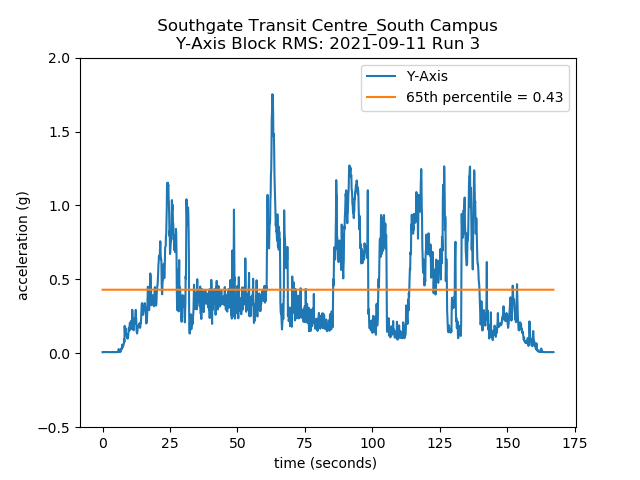 Southgate Transit Centre_South Campus
Y-Axis Block RMS: 2021-09-11 Run 3
Y-Axis
65th percentile = 0.43
2.0
1.5
1.0
0.5
0.0
−0.5
acceleration (g)
0 25 50 75 100 125 150 175
time (seconds)